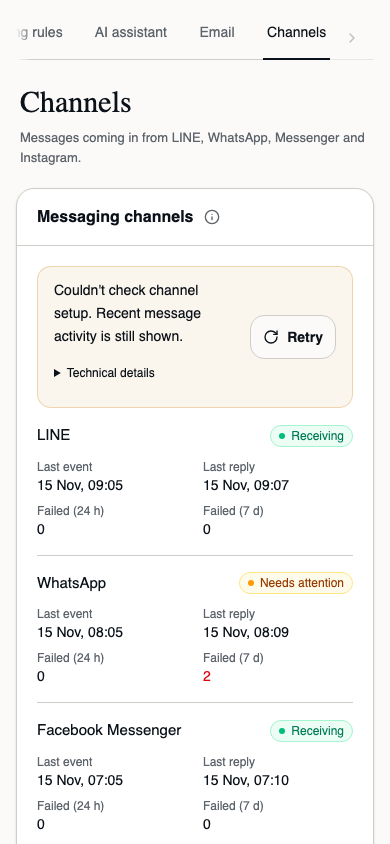 rules
AI assistant
Email
Channels
Channels
Messages coming in from LINE, WhatsApp, Messenger and
Instagram.
Messaging channels
Couldn't check channel
setup. Recent message
activity is still shown.
Retry
Technical details
LINE
Receiving
Last event
Last reply
15 Nov, 09:05
15 Nov, 09:07
Failed (24 h)
Failed (7 d)
0
0
WhatsApp
Needs attention
Last event
Last reply
15 Nov, 08:05
15 Nov, 08:09
Failed (24 h)
Failed (7 d)
0
2
Facebook Messenger
Receiving
Last event
Last reply
15 Nov, 07:05
15 Nov, 07:10
Failed (24 h)
Failed (7 d)
0
0